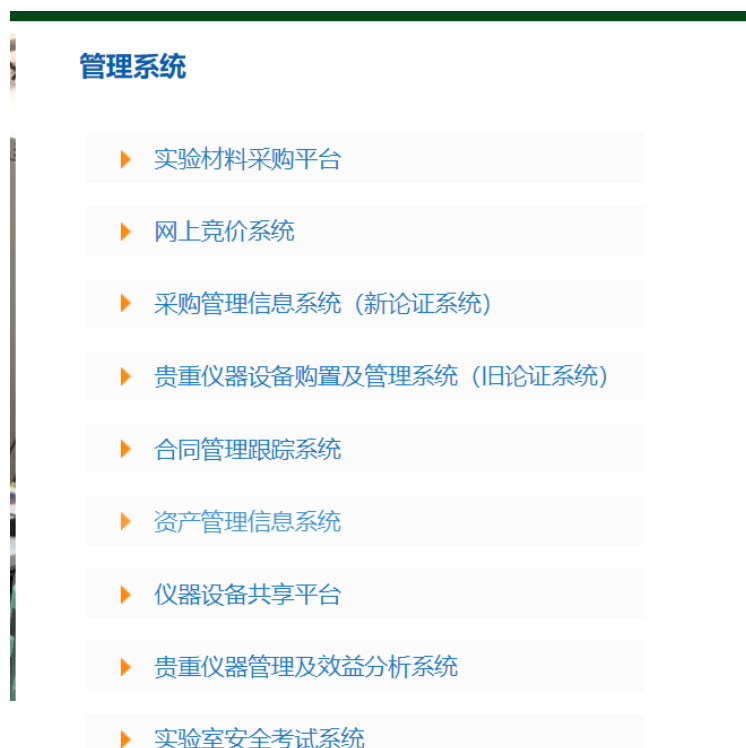 管理系统
实验材料采购平台
网上竞价系统
采购管理信息系统（新论证系统）
贵重仪器设备购置及管理系统（旧论证系统）
合同管理跟踪系统
资产管理信息系统
仪器设备共享平台
贵重仪器管理及效益分析系统
实验室安全考试系统